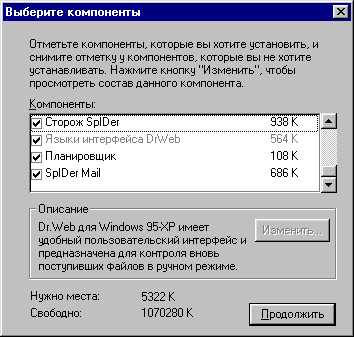 Выберите компоненты
Отметьте компоненты, которые вы хотите установить, и
снимите отметку у компонентов, которые вы не хотите
устанавливать. Нажмите кнопку "Изменить", чтобы
просмотреть состав данного компонента.
Компоненты:
Сторож SpIDer 938 K
Языки интерфейса DrWeb 564 K
Планировщик 108 K
SpIDer Mail 686 K
Описание
Dr.Web для Windows 95-XP имеет
удобный пользовательский интерфейс и
предназначена для контроля вновь
поступивших файлов в ручном режиме.
Изменить...
Нужно места: 5322 K
Свободно: 1070280 K
Продолжить